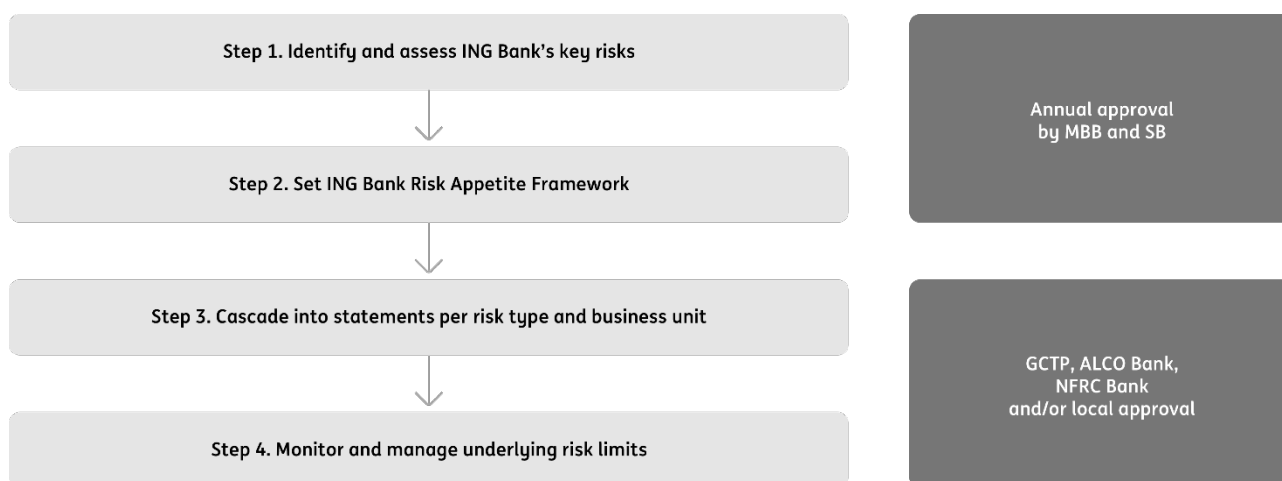 Step 1. Identify and assess ING Bank's key risks
Annual approval
by MBB and SB
Step 2. Set ING Bank Risk Appetite Framework
Step 3. Cascade into statements per risk type and business unit
GCTP, ALCO Bank,
NFRC Bank
and/or local approval
Step 4. Monitor and manage underlying risk limits